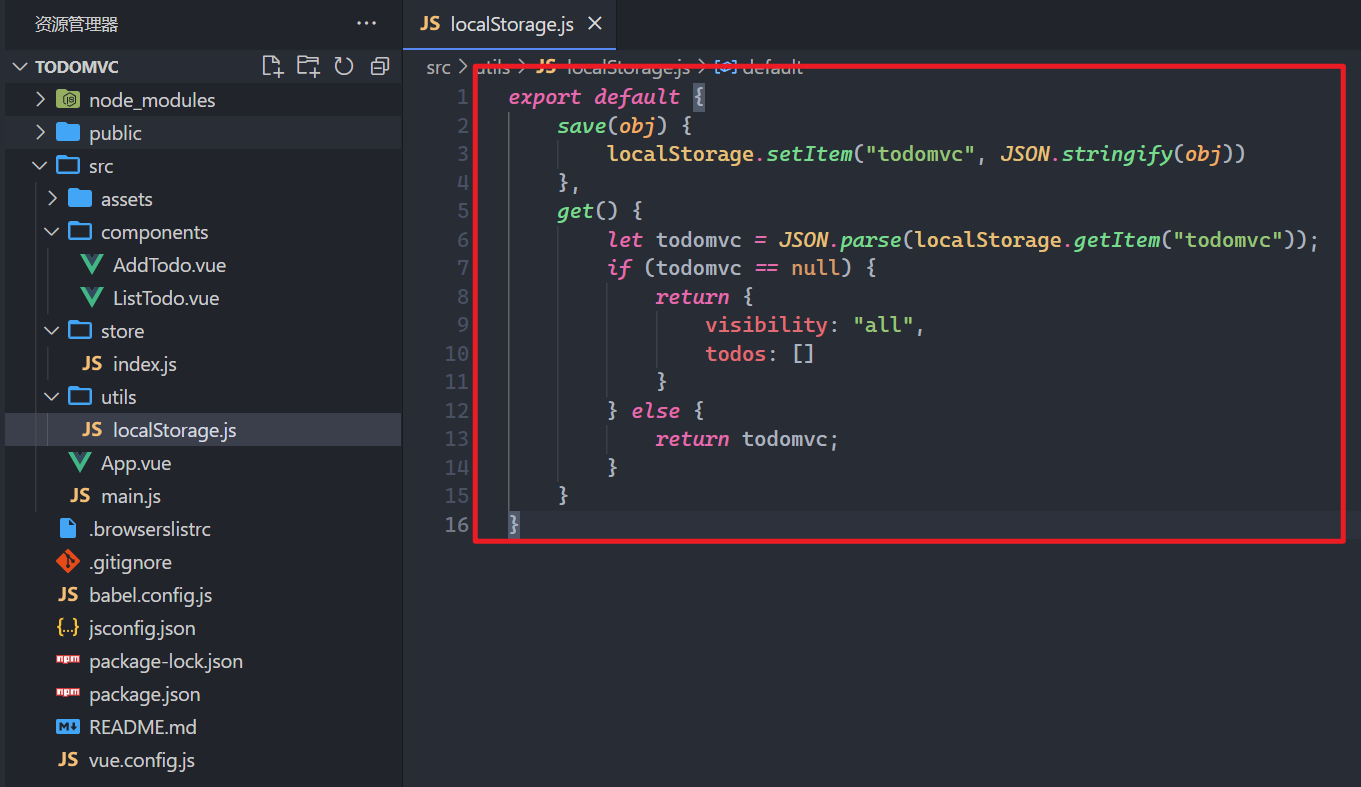 资源管理器 ···
TODOMVC
node_modules
public
src
assets
components
AddTodo.vue
ListTodo.vue
store
JS index.js
utils
JS localStorage.js
App.vue
JS main.js
.browserslistrc
.gitignore
JS babel.config.js
{..} jsconfig.json
npm package-lock.json
npm package.json
M↓ README.md
JS vue.config.js
JS localStorage.js ×
src > utils > JS localStorage.js > default
1 export default {
2     save(obj) {
3         localStorage.setItem("todomvc", JSON.stringify(obj))
4     },
5     get() {
6         let todomvc = JSON.parse(localStorage.getItem("todomvc"));
7         if (todomvc == null) {
8             return {
9                 visibility: "all",
10                 todos: []
11             }
12         } else {
13             return todomvc;
14         }
15     }
16 }